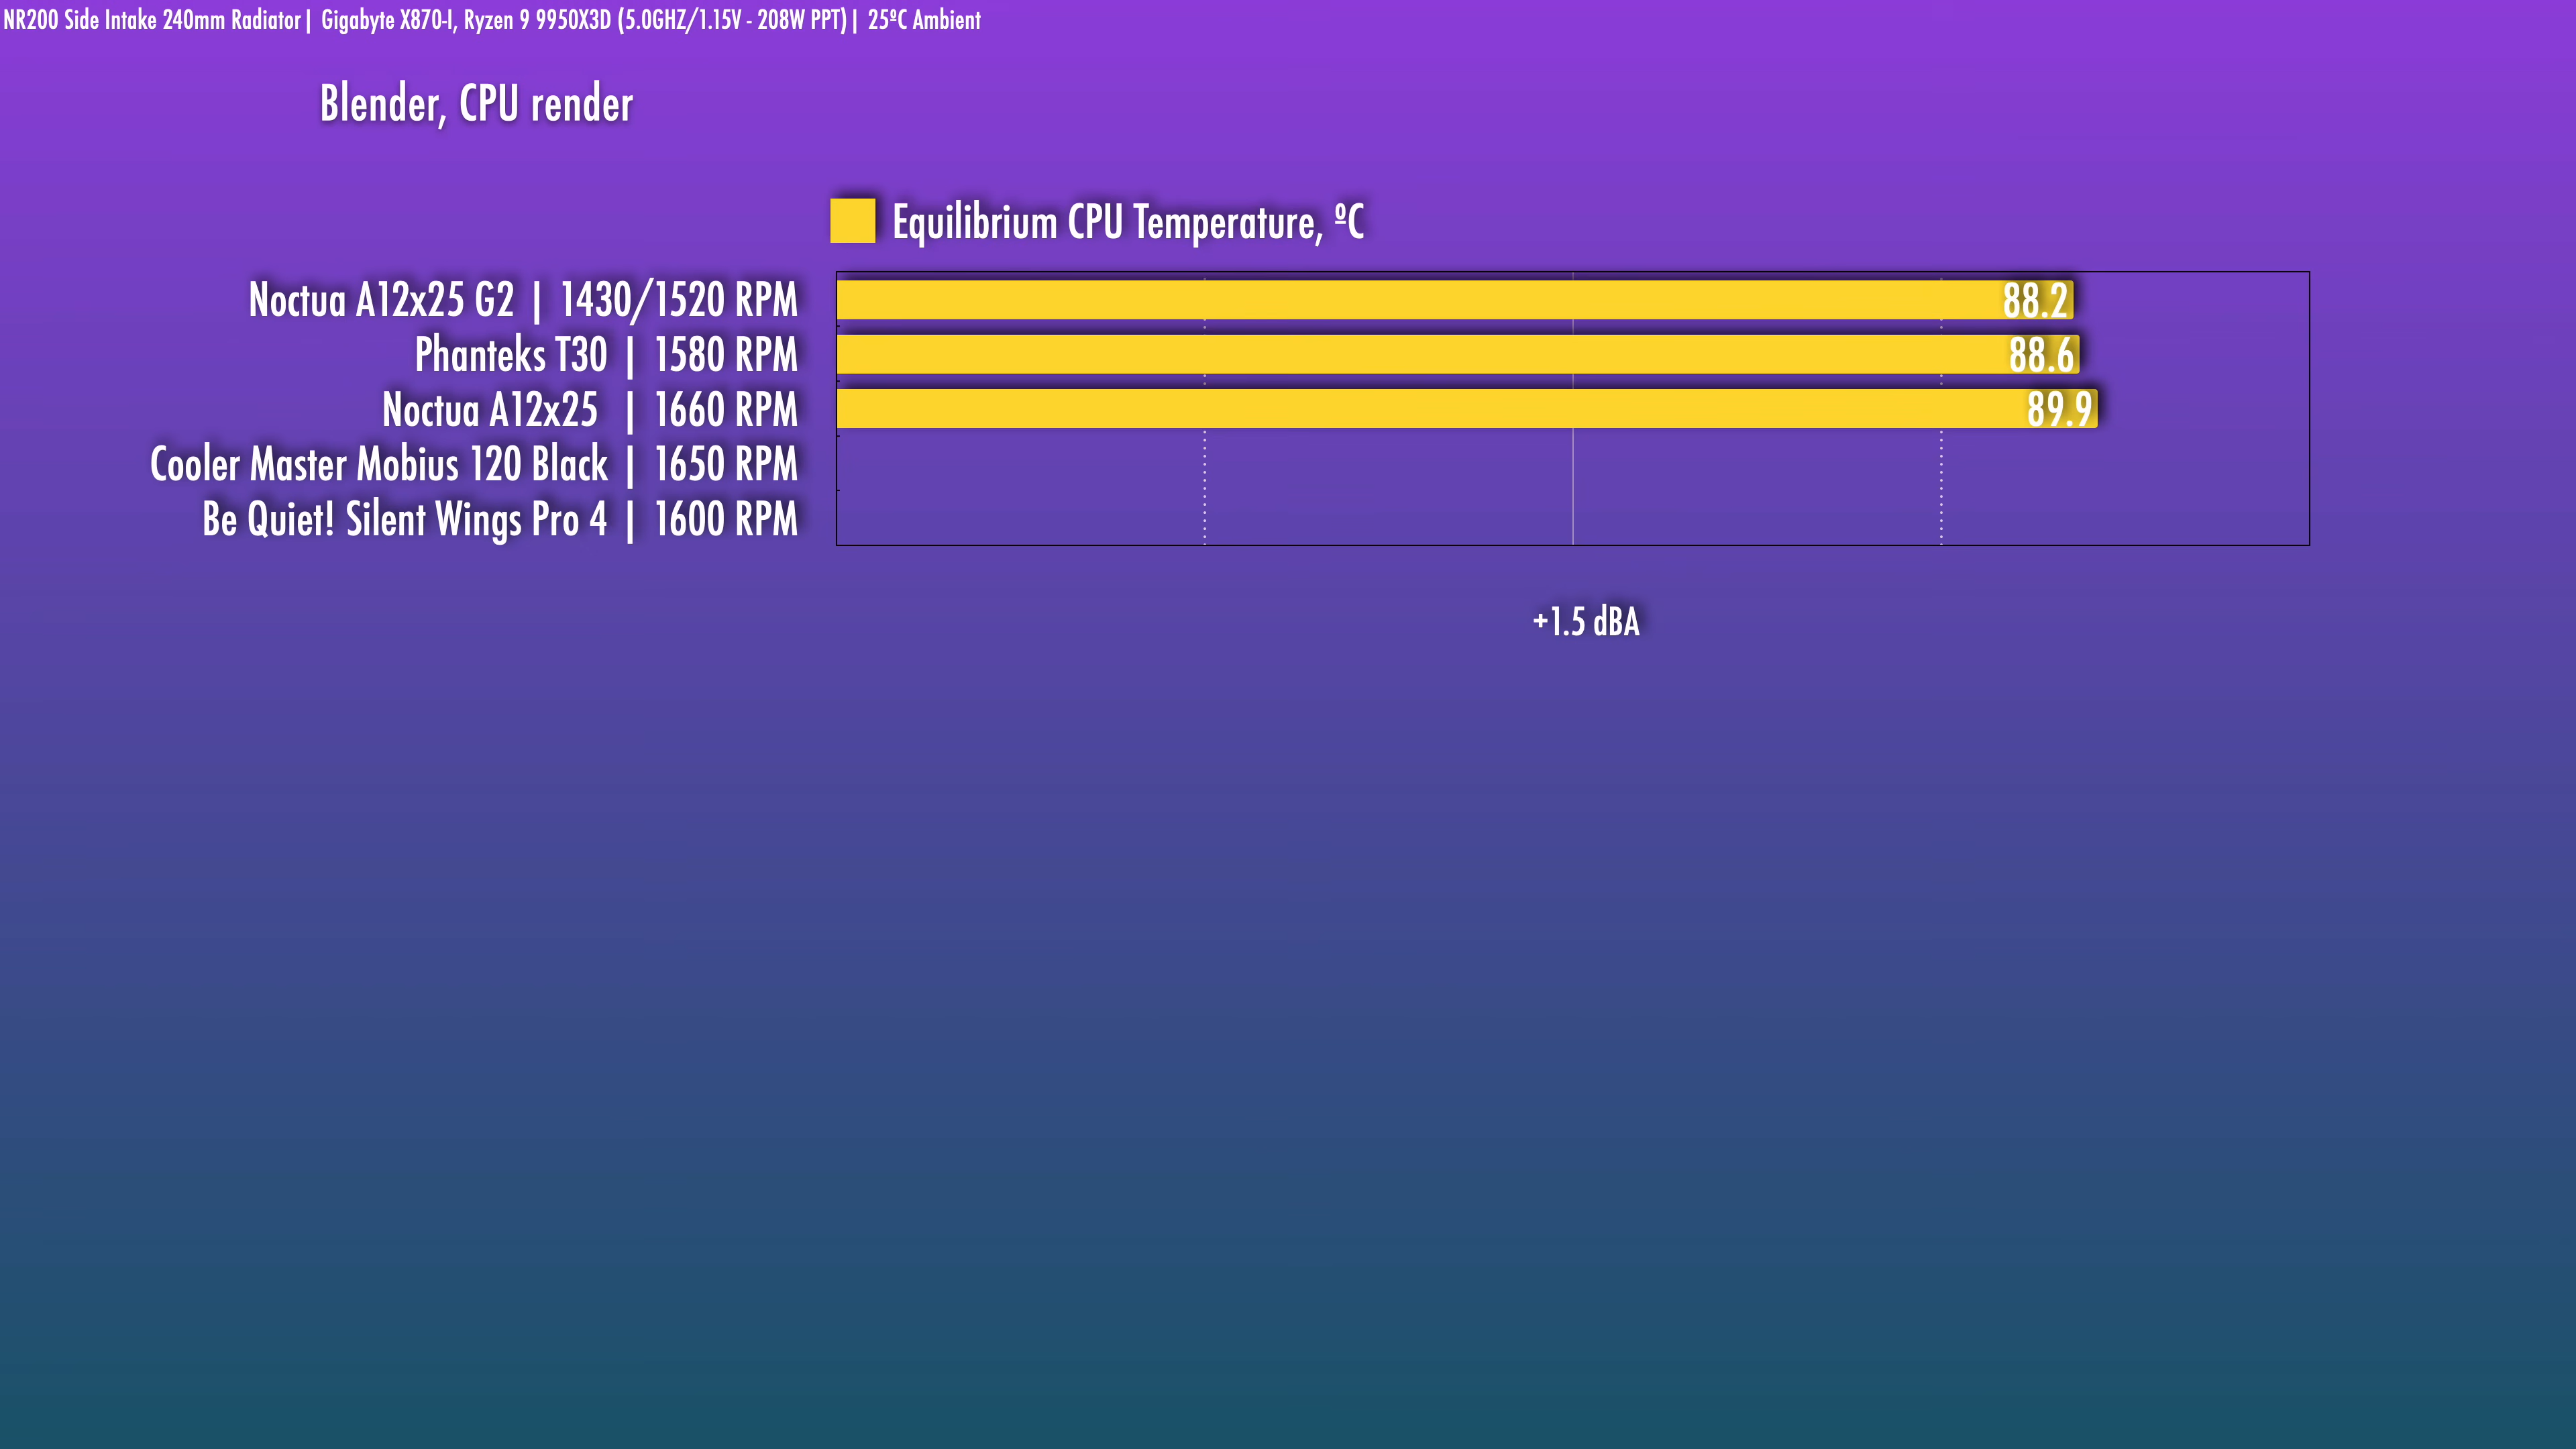 NR200 Side Intake 240mm Radiator| Gigabyte X870-I, Ryzen 9 9950X3D (5.0GHZ/1.15V - 208W PPT)| 25ºC Ambient
Blender, CPU render
Equilibrium CPU Temperature, ºC
Noctua A12x25 G2 | 1430/1520 RPM 88.2
Phanteks T30 | 1580 RPM 88.6
Noctua A12x25 | 1660 RPM 89.9
Cooler Master Mobius 120 Black | 1650 RPM
Be Quiet! Silent Wings Pro 4 | 1600 RPM
+1.5 dBA